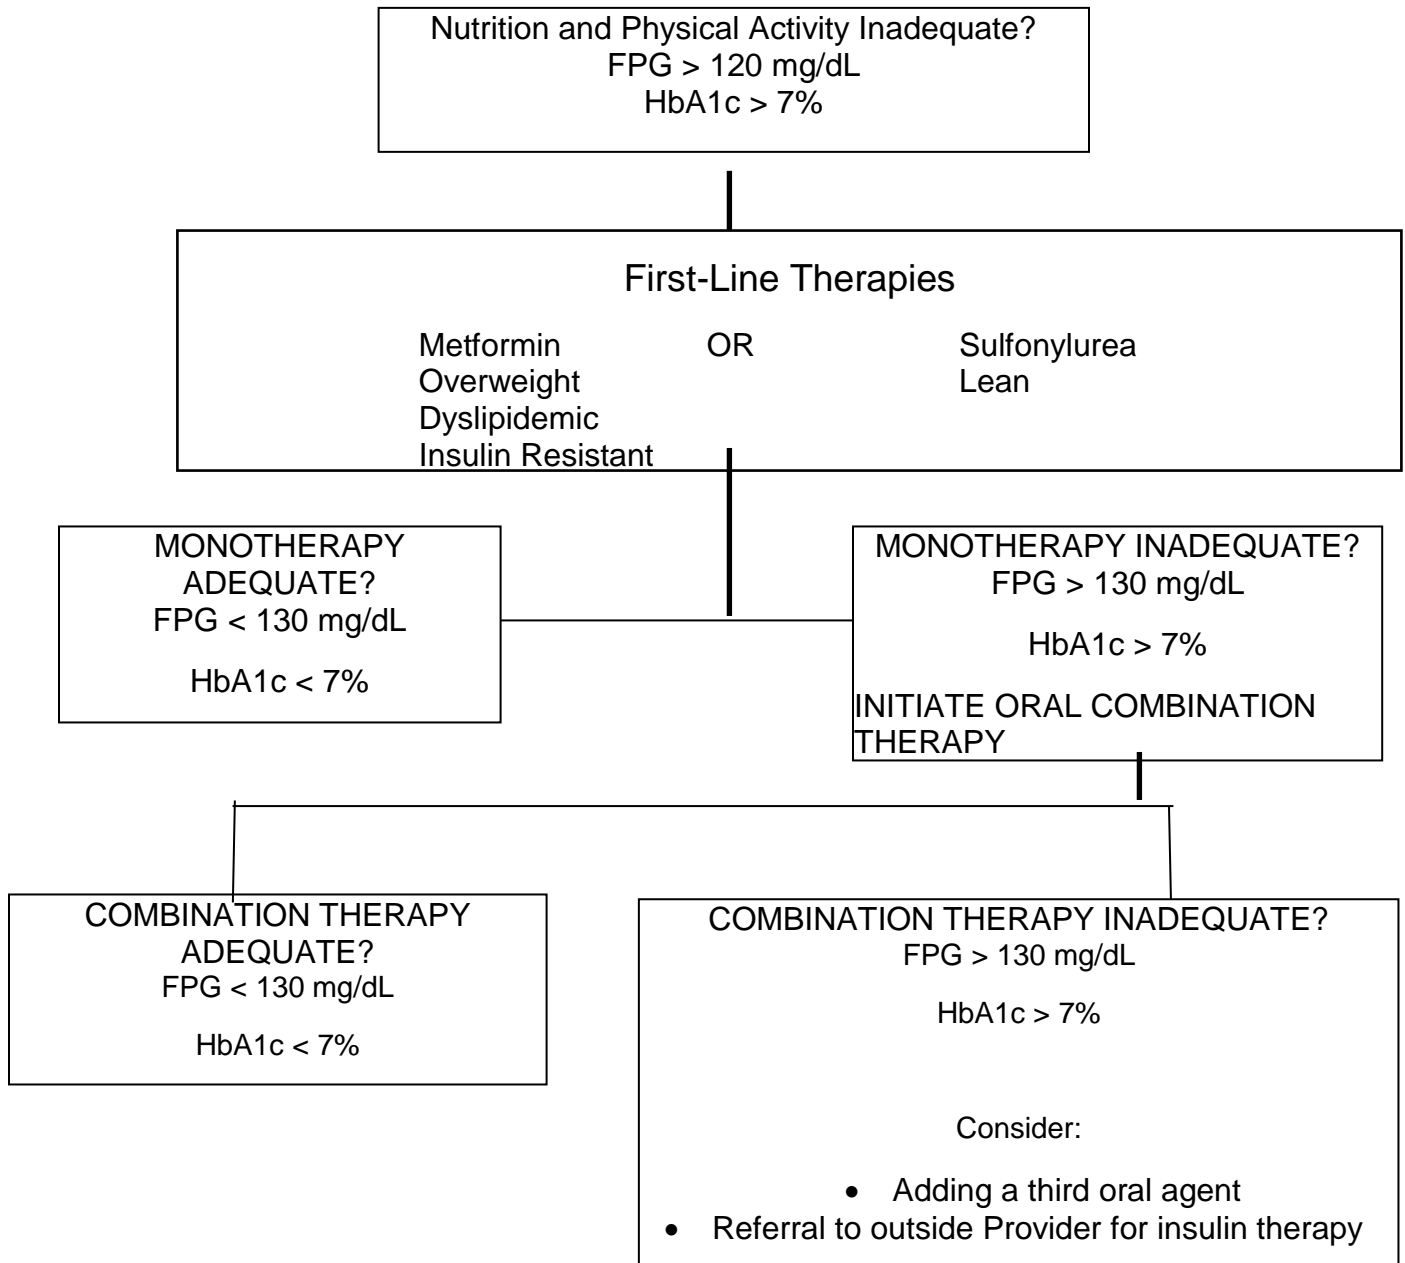 Nutrition and Physical Activity Inadequate?
FPG > 120 mg/dL
HbA1c > 7%
First-Line Therapies
Metformin OR Sulfonylurea
Overweight Lean
Dyslipidemic
Insulin Resistant
MONOTHERAPY
ADEQUATE?
FPG < 130 mg/dL
HbA1c < 7%
MONOTHERAPY INADEQUATE?
FPG > 130 mg/dL
HbA1c > 7%
INITIATE ORAL COMBINATION
THERAPY
COMBINATION THERAPY
ADEQUATE?
FPG < 130 mg/dL
HbA1c < 7%
COMBINATION THERAPY INADEQUATE?
FPG > 130 mg/dL
HbA1c > 7%
Consider:
• Adding a third oral agent
• Referral to outside Provider for insulin therapy